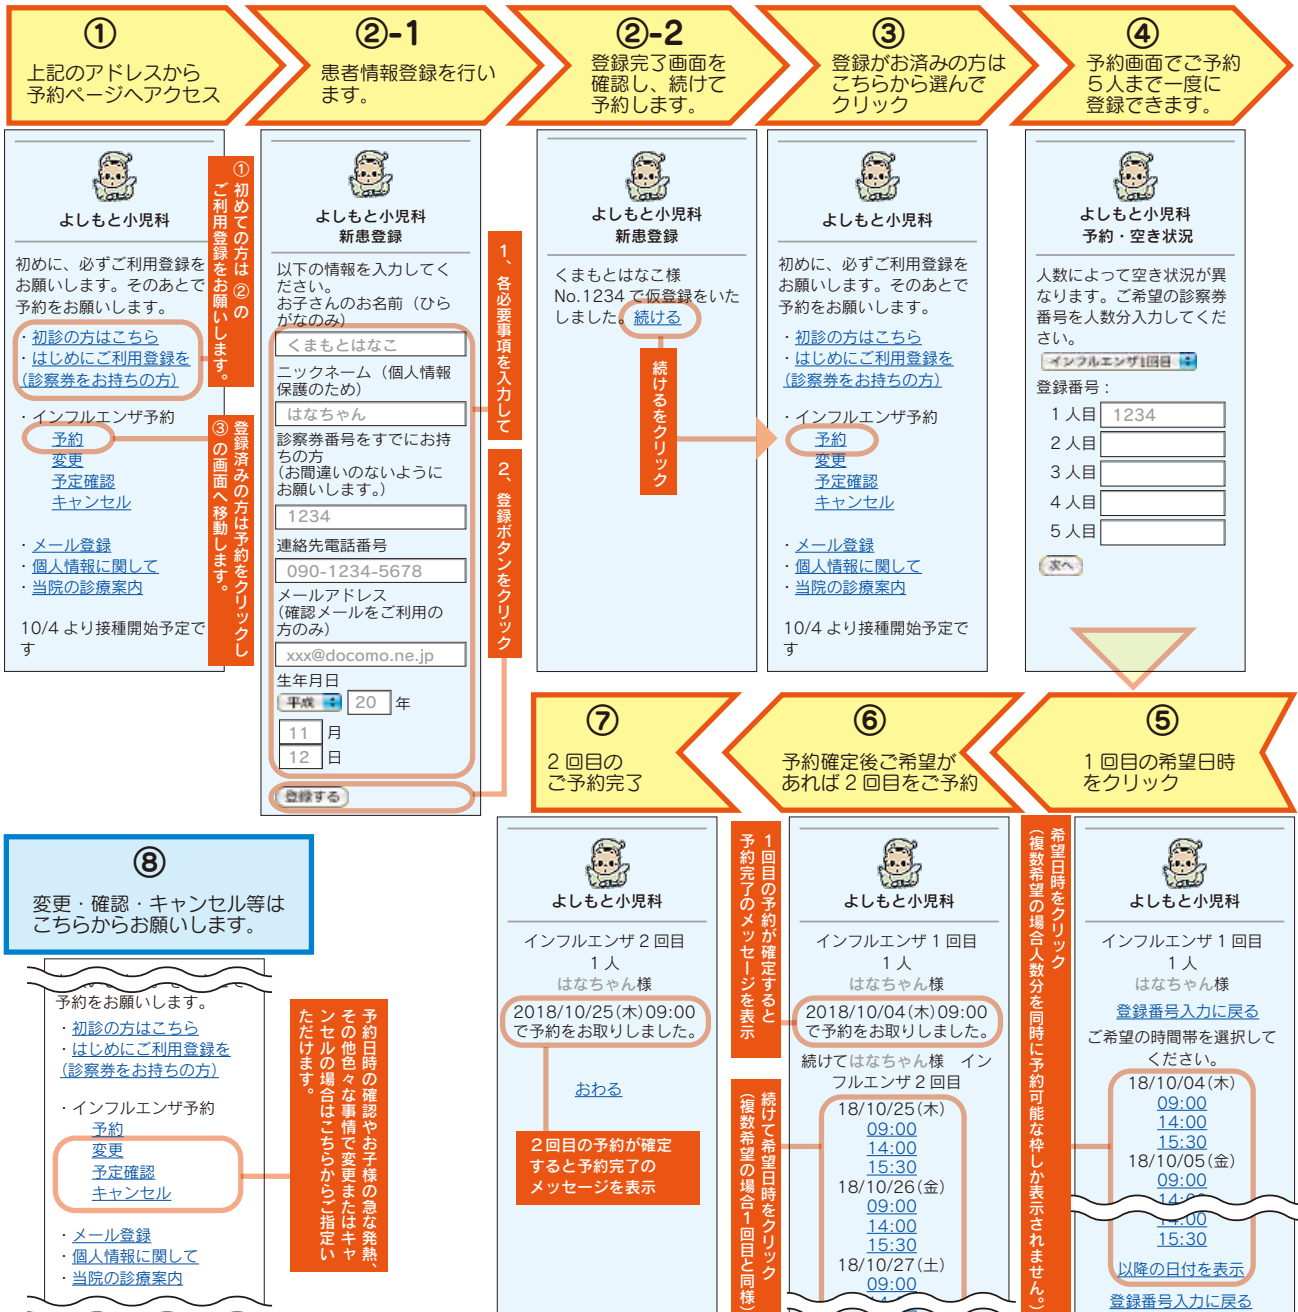 ①
上記のアドレスから
予約ページへアクセス
②-1
患者情報登録を行い
ます。
②-2
登録完了画面を
確認し、続けて
予約します。
③
登録がお済みの方は
こちらから選んで
クリック
④
予約画面でご予約
5人まで一度に
登録できます。
よしもと小児科
初めに、必ずご利用登録を
お願いします。そのあとで
予約をお願いします。
・初診の方はこちら
・はじめにご利用登録を
(診察券をお持ちの方)
・インフルエンザ予約
予約
変更
予定確認
キャンセル
・メール登録
・個人情報に関して
・当院の診療案内
10/4 より接種開始予定で
す
①初めての方は②の
ご利用登録をお願いします。
登録済みの方は予約をクリックし
③の画面へ移動します。
よしもと小児科
新患登録
以下の情報を入力してく
ださい。
お子さんのお名前（ひら
がなのみ）
くまもとはなこ
ニックネーム（個人情報
保護のため）
はなちゃん
診察券番号をすでにお持
ちの方
（お間違いのないように
お願いします。）
1234
連絡先電話番号
090-1234-5678
メールアドレス
（確認メールをご利用の
方のみ）
xxx@docomo.ne.jp
生年月日
平成 20 年
11 月
12 日
登録する
1、各必要事項を入力して
2、登録ボタンをクリック
よしもと小児科
新患登録
くまもとはなこ様
No.1234 で仮登録をいた
しました。続ける
続けるをクリック
よしもと小児科
初めに、必ずご利用登録を
お願いします。そのあとで
予約をお願いします。
・初診の方はこちら
・はじめにご利用登録を
(診察券をお持ちの方)
・インフルエンザ予約
予約
変更
予定確認
キャンセル
・メール登録
・個人情報に関して
・当院の診療案内
10/4 より接種開始予定で
す
よしもと小児科
予約・空き状況
人数によって空き状況が異
なります。ご希望の診察券
番号を人数分入力してくだ
さい。
インフルエンザ1回目
登録番号：
1人目 1234
2人目
3人目
4人目
5人目
次へ
⑤
1回目の希望日時
をクリック
よしもと小児科
インフルエンザ 1 回目
1人
はなちゃん様
登録番号入力に戻る
ご希望の時間帯を選択して
ください。
18/10/04(木)
09:00
14:00
15:30
18/10/05(金)
09:00
14:00
14:00
15:30
以降の日付を表示
登録番号入力に戻る
希望日時をクリック
（複数希望の場合人数分を同時に予約可能な枠しか表示されません。）
⑥
予約確定後ご希望が
あれば2回目をご予約
よしもと小児科
インフルエンザ 1 回目
1人
はなちゃん様
2018/10/04(木)09:00
で予約をお取りしました。
続けてはなちゃん様　イン
フルエンザ 2 回目
18/10/25(木)
09:00
14:00
15:30
18/10/26(金)
09:00
14:00
15:30
18/10/27(土)
09:00
1回目の予約が確定すると
予約完了のメッセージを表示
続けて希望日時をクリック
（複数希望の場合1回目と同様）
⑦
2回目の
ご予約完了
よしもと小児科
インフルエンザ 2 回目
1人
はなちゃん様
2018/10/25(木)09:00
で予約をお取りしました。
おわる
2回目の予約が確定
すると予約完了の
メッセージを表示
⑧
変更・確認・キャンセル等は
こちらからお願いします。
予約をお願いします。
・初診の方はこちら
・はじめにご利用登録を
(診察券をお持ちの方)
・インフルエンザ予約
予約
変更
予定確認
キャンセル
・メール登録
・個人情報に関して
・当院の診療案内
予約日時の確認やお子様の急な発熱、
その他色々な事情で変更またはキャ
ンセルの場合はこちらからご指定い
ただけます。